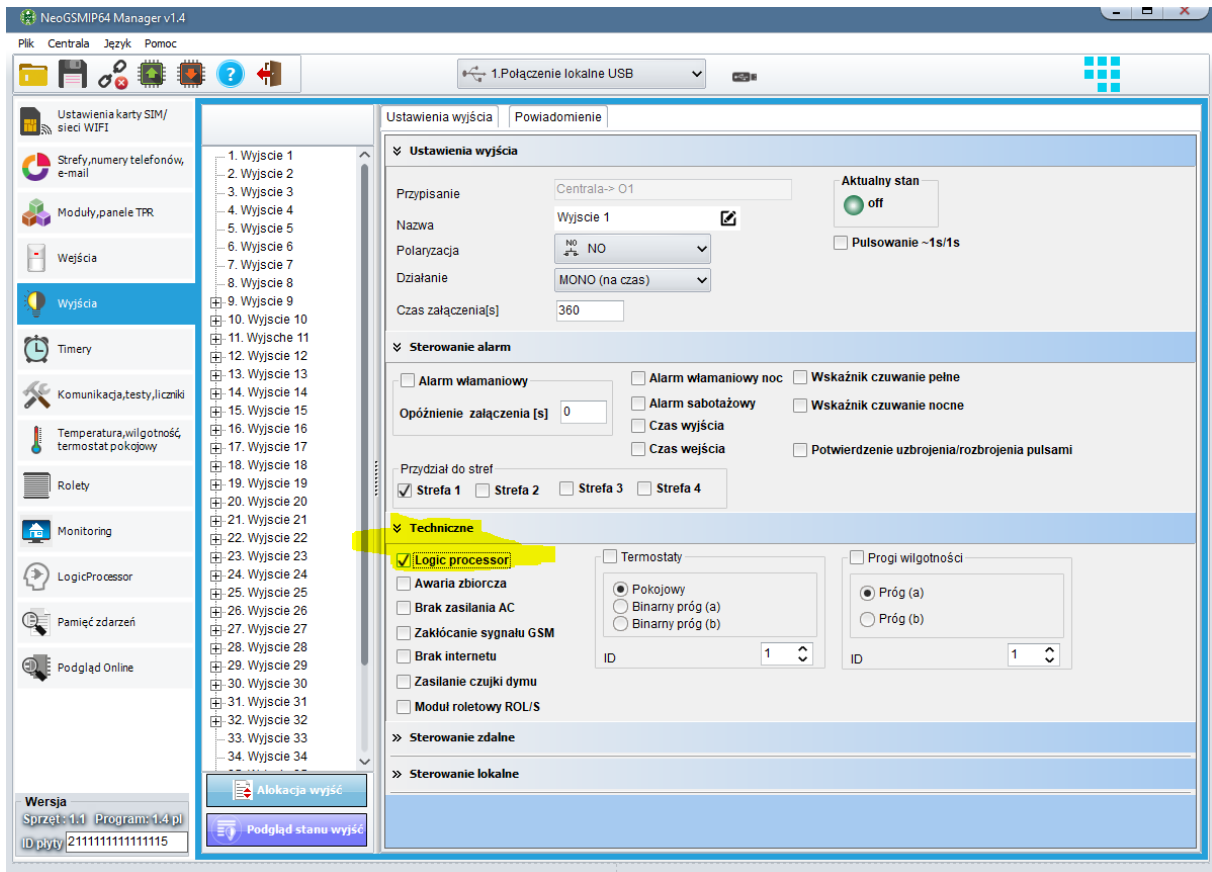 NeoGSMIP64 Manager v1.4
Plik Centrala Język Pomoc
1.Połączenie lokalne USB
Ustawienia karty SIM/
sieci WIFI
Strefy,numery telefonów,
e-mail
Moduły,panele TPR
Wejścia
Wyjścia
Timery
Komunikacja,testy,liczniki
Temperatura,wilgotność,
termostat pokojowy
Rolety
Monitoring
LogicProcessor
Pamięć zdarzeń
Podgląd Online
Wersja
Sprzęt:1.1 Program:1.4 pl
ID płyty 2111111111111115
1. Wyjscie 1
2. Wyjscie 2
3. Wyjscie 3
4. Wyjscie 4
5. Wyjscie 5
6. Wyjscie 6
7. Wyjscie 7
8. Wyjscie 8
9. Wyjscie 9
10. Wyjscie 10
11. Wyjsche 11
12. Wyjscie 12
13. Wyjscie 13
14. Wyjscie 14
15. Wyjscie 15
16. Wyjscie 16
17. Wyjscie 17
18. Wyjscie 18
19. Wyjscie 19
20. Wyjscie 20
21. Wyjscie 21
22. Wyjscie 22
23. Wyjscie 23
24. Wyjscie 24
25. Wyjscie 25
26. Wyjscie 26
27. Wyjscie 27
28. Wyjscie 28
29. Wyjscie 29
30. Wyjscie 30
31. Wyjscie 31
32. Wyjscie 32
33. Wyjscie 33
34. Wyjscie 34
Alokacja wyjść
Podgląd stanu wyjść
Ustawienia wyjścia Powiadomienie
Ustawienia wyjścia
Przypisanie Centrala-> O1
Nazwa Wyjscie 1
Polaryzacja NO NO
Działanie MONO (na czas)
Czas załączenia[s] 360
Aktualny stan
off
Pulsowanie ~1s/1s
Sterowanie alarm
Alarm włamaniowy
Opóźnienie załączenia [s] 0
Alarm włamaniowy noc
Alarm sabotażowy
Czas wyjścia
Czas wejścia
Wskaźnik czuwanie pełne
Wskaźnik czuwanie nocne
Potwierdzenie uzbrojenia/rozbrojenia pulsami
Przydział do stref
Strefa 1 Strefa 2 Strefa 3 Strefa 4
Techniczne
Logic processor
Awaria zbiorcza
Brak zasilania AC
Zakłócanie sygnału GSM
Brak internetu
Zasilanie czujki dymu
Moduł roletowy ROL/S
Termostaty
Pokojowy
Binarny próg (a)
Binarny próg (b)
ID 1
Progi wilgotności
Próg (a)
Próg (b)
ID 1
Sterowanie zdalne
Sterowanie lokalne